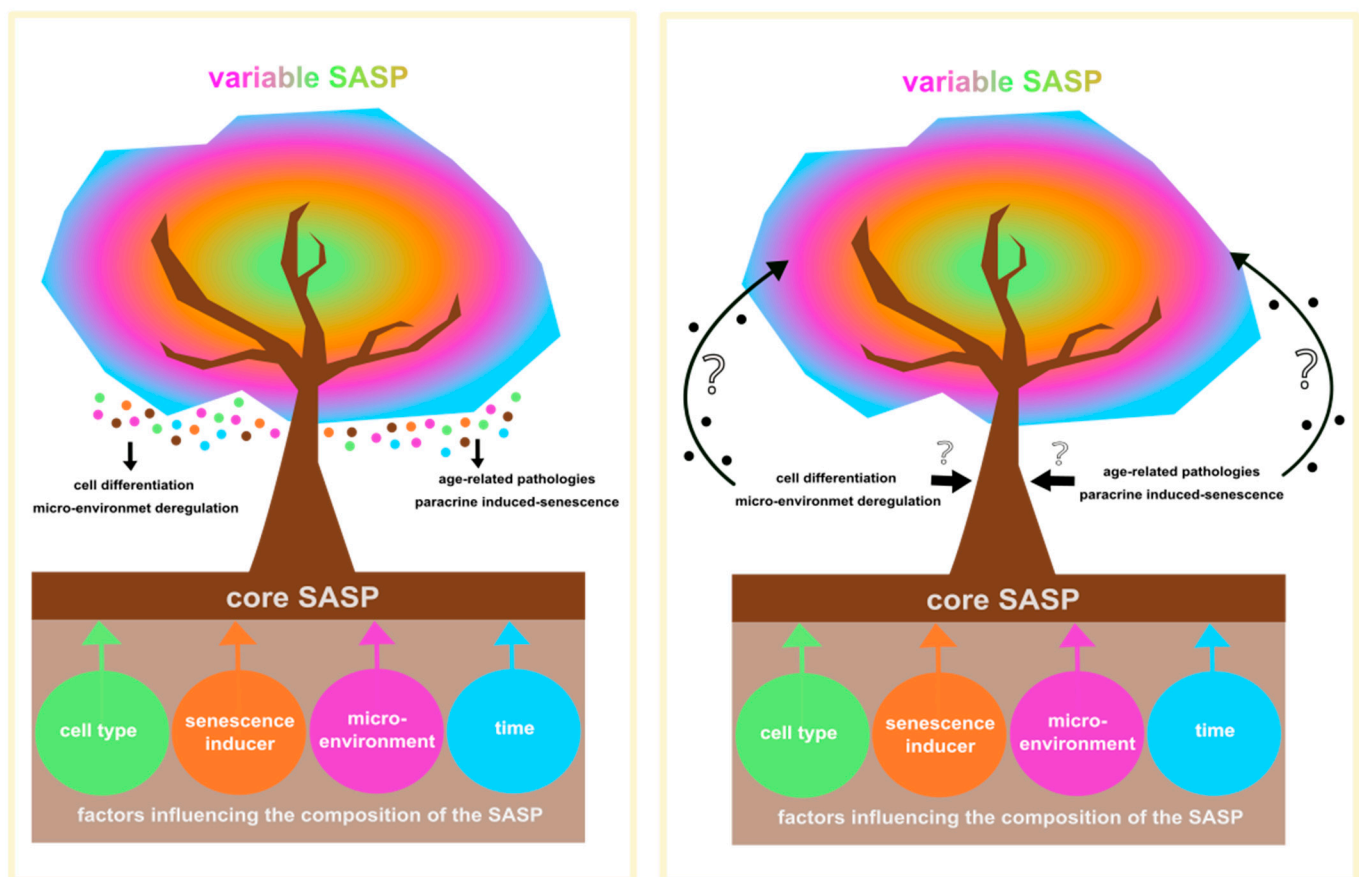 variable SASP
cell differentiation
micro-environmet deregulation
age-related pathologies
paracrine induced-senescence
core SASP
cell type
senescence
inducer
micro-
environment
time
factors influencing the composition of the SASP
variable SASP
?
?
?
?
cell differentiation
micro-environmet deregulation
age-related pathologies
paracrine induced-senescence
core SASP
cell type
senescence
inducer
micro-
environment
time
factors influencing the composition of the SASP